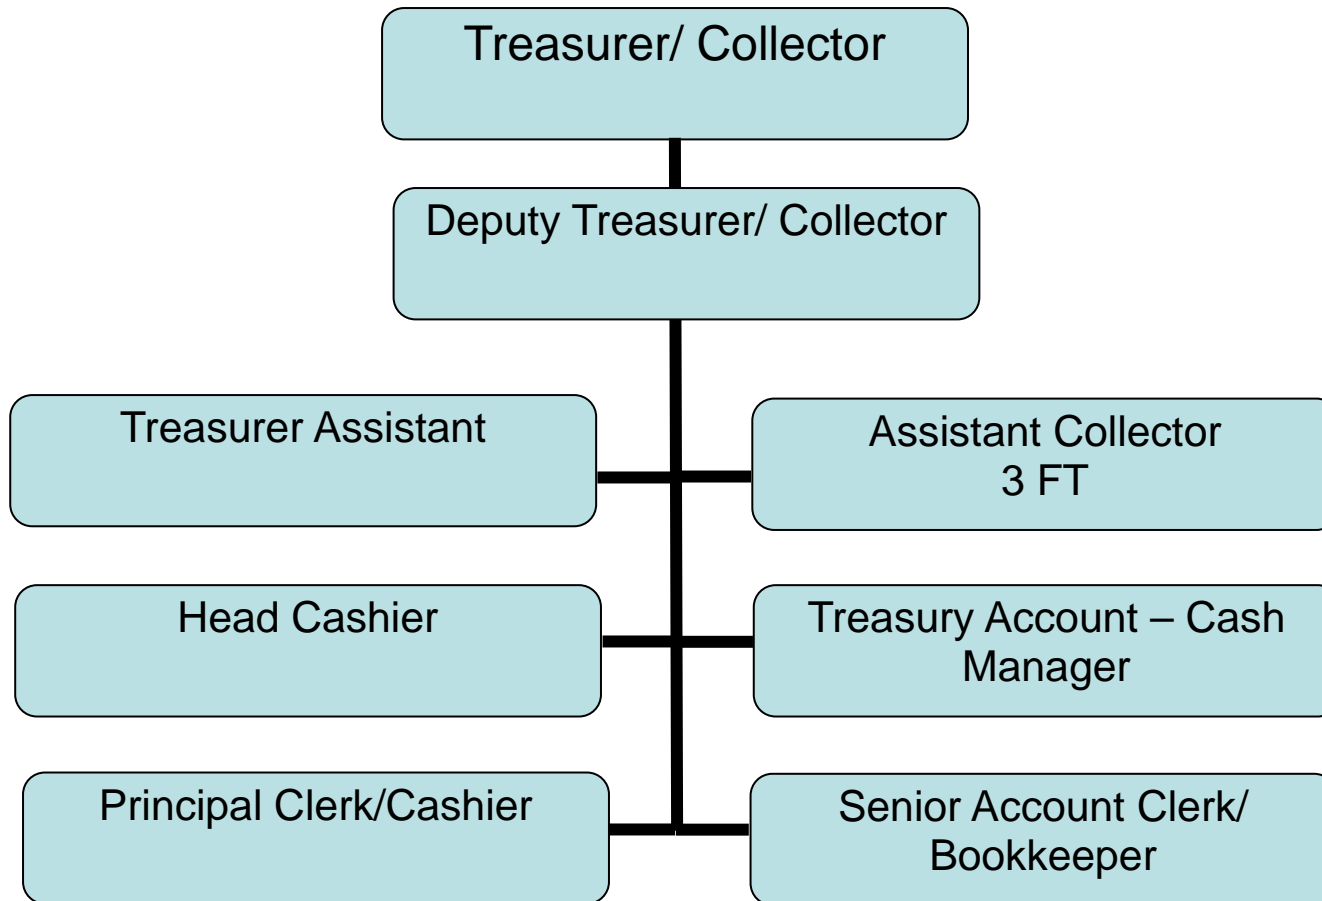 Treasurer/ Collector
Deputy Treasurer/ Collector
Treasurer Assistant
Assistant Collector
3 FT
Head Cashier
Treasury Account – Cash
Manager
Principal Clerk/Cashier
Senior Account Clerk/
Bookkeeper